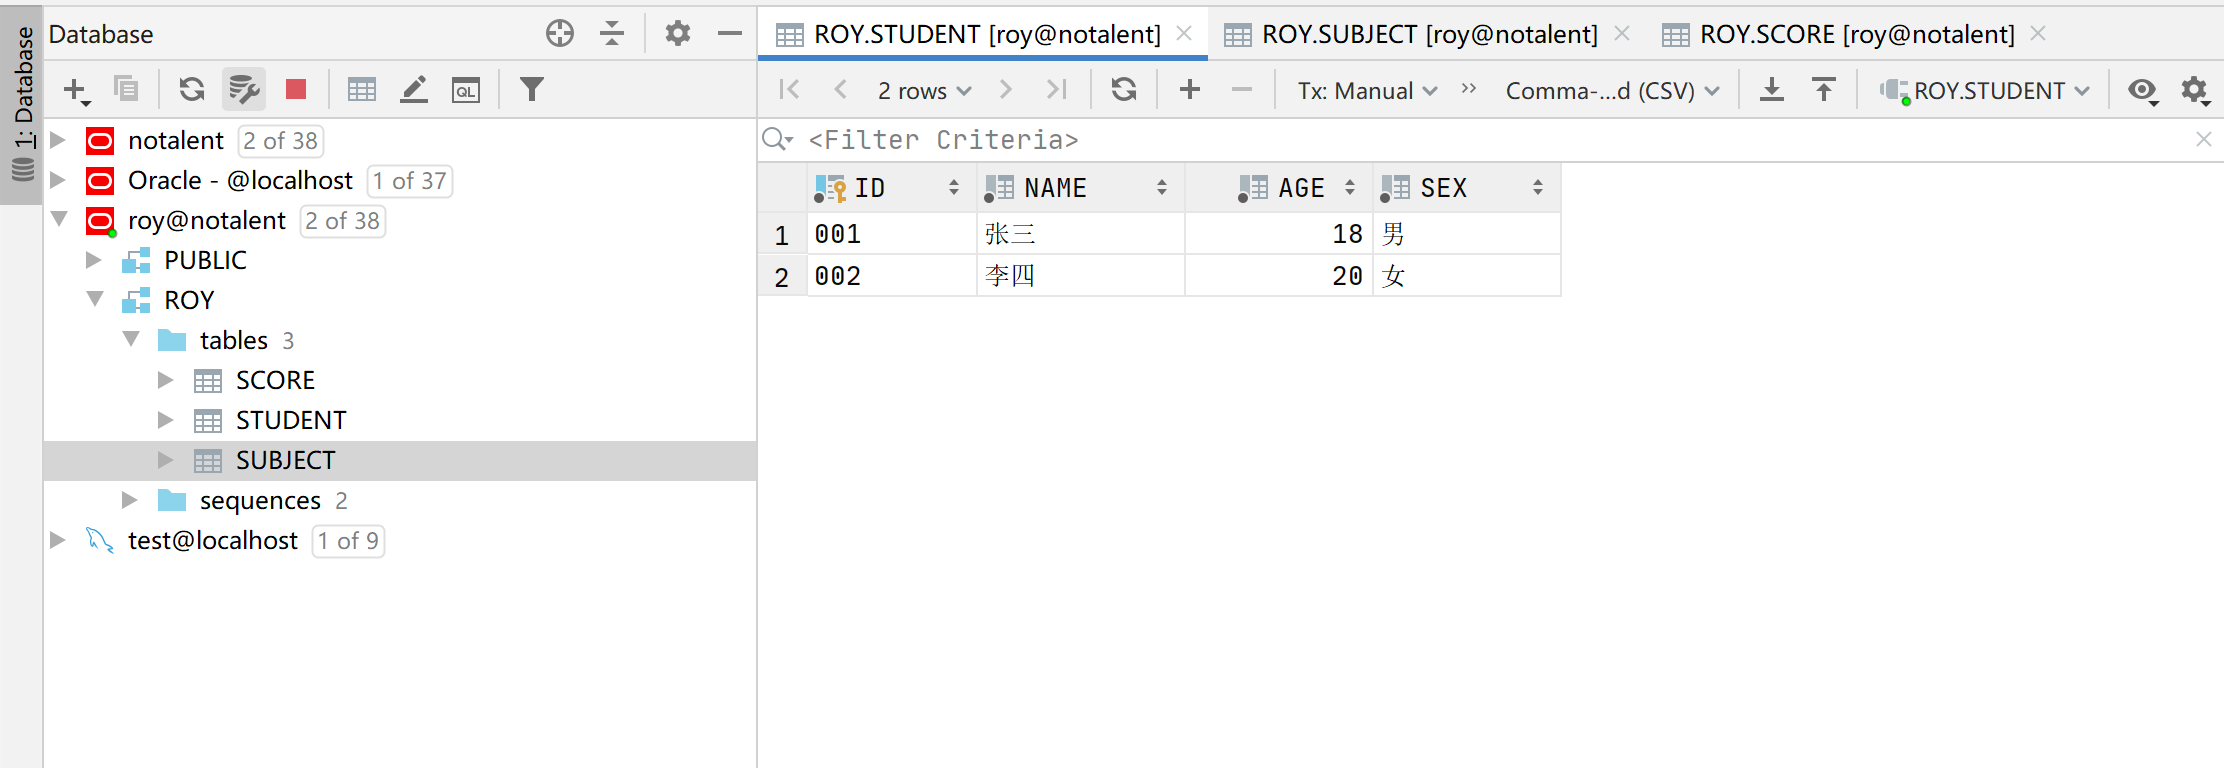 1: Database
Database
notalent 2 of 38
Oracle - @localhost 1 of 37
roy@notalent 2 of 38
PUBLIC
ROY
tables 3
SCORE
STUDENT
SUBJECT
sequences 2
test@localhost 1 of 9
ROY.STUDENT [roy@notalent] ROY.SUBJECT [roy@notalent] ROY.SCORE [roy@notalent]
2 rows Tx: Manual Comma-...d (CSV) ROY.STUDENT
<Filter Criteria>
ID NAME AGE SEX
1 001 张三 18 男
2 002 李四 20 女
QL